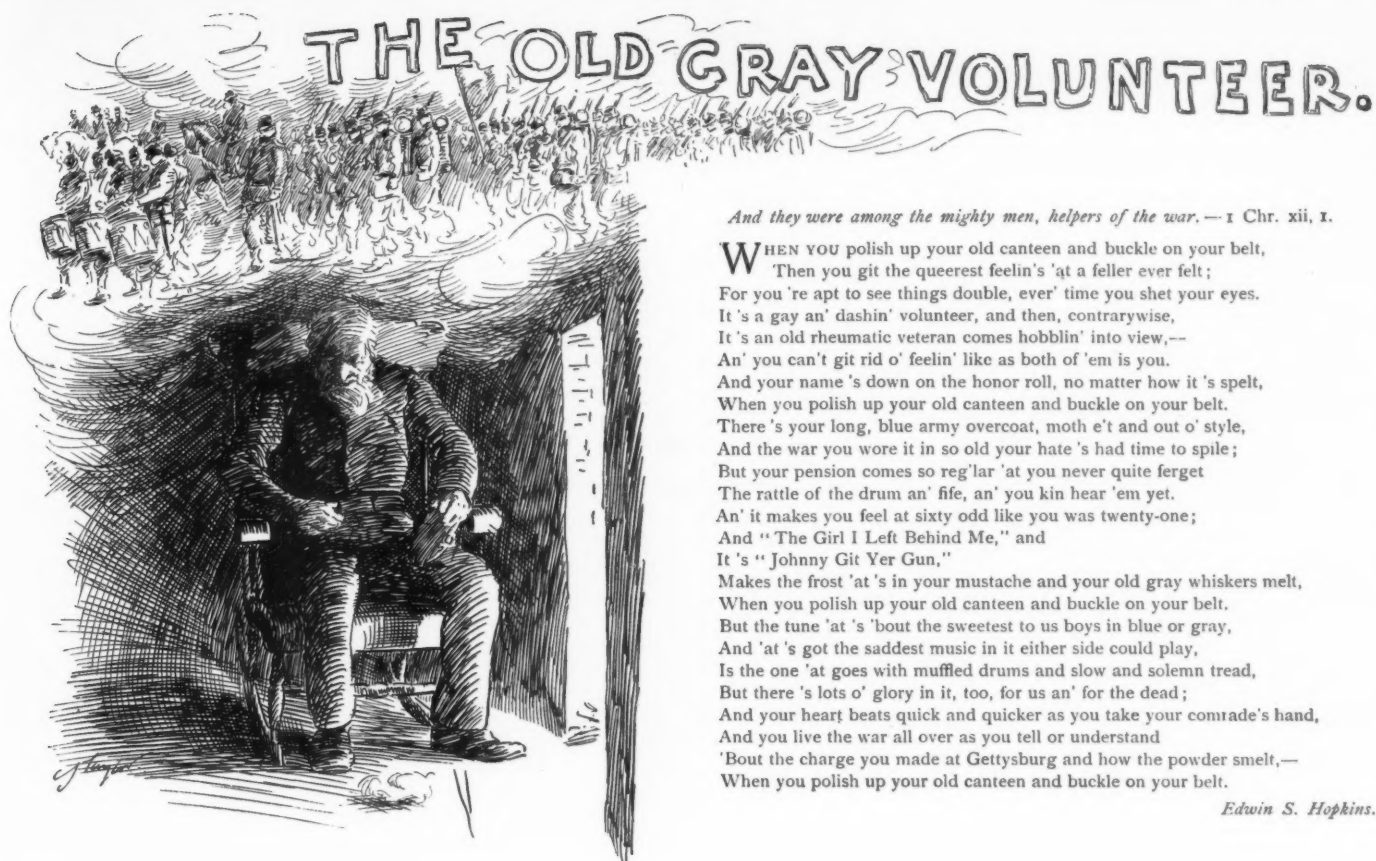 THE OLD GRAY VOLUNTEER.
And they were among the mighty men, helpers of the war. — 1 Chr. xii, 1.
WHEN YOU polish up your old canteen and buckle on your belt,
Then you git the queerest feelin's 'at a feller ever felt;
For you 're apt to see things double, ever' time you shet your eyes.
It 's a gay an' dashin' volunteer, and then, contrarywise,
It 's an old rheumatic veteran comes hobblin' into view,--
An' you can't git rid o' feelin' like as both of 'em is you.
And your name 's down on the honor roll, no matter how it 's spelt,
When you polish up your old canteen and buckle on your belt.
There 's your long, blue army overcoat, moth e't and out o' style,
And the war you wore it in so old your hate 's had time to spile;
But your pension comes so reg'lar 'at you never quite ferget
The rattle of the drum an' fife, an' you kin hear 'em yet.
An' it makes you feel at sixty odd like you was twenty-one;
And "The Girl I Left Behind Me," and
It 's "Johnny Git Yer Gun,"
Makes the frost 'at 's in your mustache and your old gray whiskers melt,
When you polish up your old canteen and buckle on your belt.
But the tune 'at 's 'bout the sweetest to us boys in blue or gray,
And 'at 's got the saddest music in it either side could play,
Is the one 'at goes with muffled drums and slow and solemn tread,
But there 's lots o' glory in it, too, for us an' for the dead;
And your heart beats quick and quicker as you take your comrade's hand,
And you live the war all over as you tell or understand
'Bout the charge you made at Gettysburg and how the powder smelt,—
When you polish up your old canteen and buckle on your belt.
Edwin S. Hopkins.